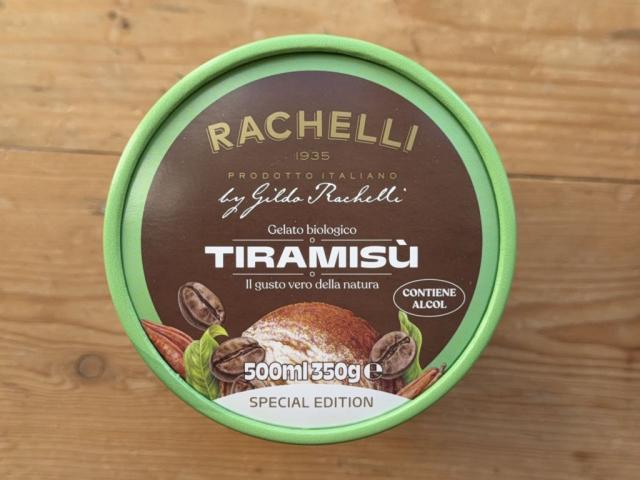 RACHELLI
1935
PRODOTTO ITALIANO
by Gildo Rachelli
Gelato biologico
TIRAMISÙ
Il gusto vero della natura
CONTIENE
ALCOL
500ml 350g ℮
SPECIAL EDITION